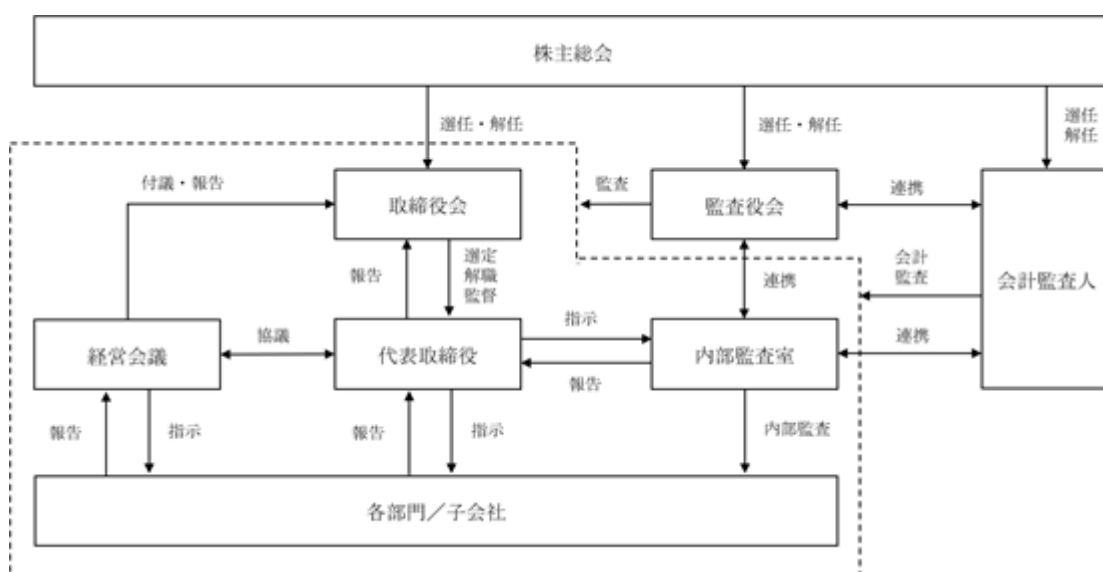 株主総会
選任・解任
選任・解任
選任
解任
付議・報告
取締役会
監査
監査役会
連携
報告
選定
解職
監督
連携
会計
監査
会計監査人
経営会議
協議
代表取締役
指示
報告
内部監査室
連携
報告
指示
報告
指示
内部監査
各部門／子会社